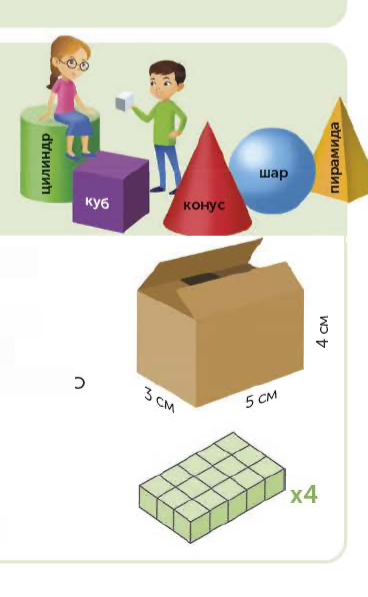 цилиндр
куб
конус
шар
пирамида
4 см
3 см
5 см
x4